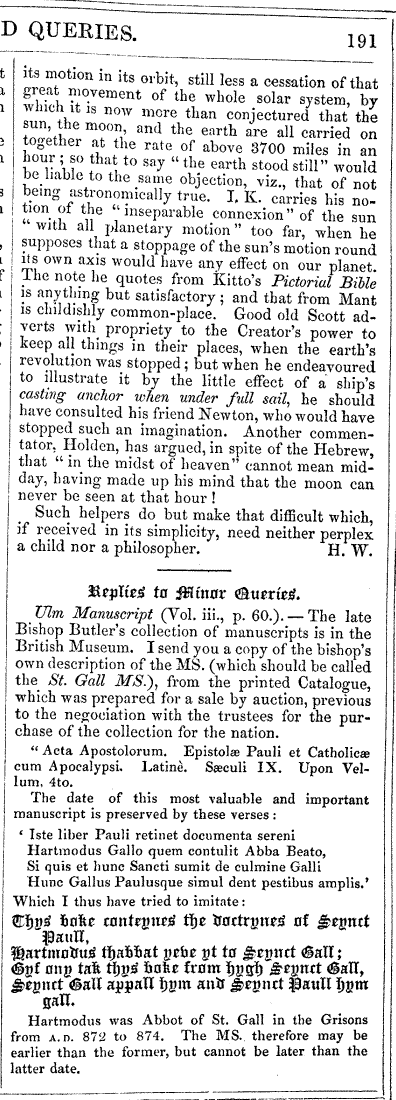 D QUERIES. 191
its motion in its orbit, still less a cessation of that
great movement of the whole solar system, by
which it is now more than conjectured that the
sun, the moon, and the earth are all carried on
together at the rate of above 3700 miles in an
hour; so that to say "the earth stood still" would
be liable to the same objection, viz., that of not
being astronomically true. I. K. carries his no-
tion of the "inseparable connexion" of the sun
"with all planetary motion" too far, when he
supposes that a stoppage of the sun's motion round
its own axis would have any effect on our planet.
The note he quotes from Kitto's Pictorial Bible
is anything but satisfactory; and that from Mant
is childishly common-place. Good old Scott ad-
verts with propriety to the Creator's power to
keep all things in their places, when the earth's
revolution was stopped; but when he endeavoured
to illustrate it by the little effect of a ship's
casting anchor when under full sail, he should
have consulted his friend Newton, who would have
stopped such an imagination. Another commen-
tator, Holden, has argued, in spite of the Hebrew,
that "in the midst of heaven" cannot mean mid-
day, having made up his mind that the moon can
never be seen at that hour!
Such helpers do but make that difficult which,
if received in its simplicity, need neither perplex
a child nor a philosopher. H. W.
Replies to Minor Queries.
Ulm Manuscript (Vol. iii., p. 60.).—The late
Bishop Butler's collection of manuscripts is in the
British Museum. I send you a copy of the bishop's
own description of the MS. (which should be called
the St. Gall MS.), from the printed Catalogue,
which was prepared for a sale by auction, previous
to the negociation with the trustees for the pur-
chase of the collection for the nation.
"Acta Apostolorum. Epistolæ Pauli et Catholicæ
cum Apocalypsi. Latinè. Sæculi IX. Upon Vel-
lum, 4to.
The date of this most valuable and important
manuscript is preserved by these verses:
'Iste liber Pauli retinet documenta sereni
Hartmodus Gallo quem contulit Abba Beato,
Si quis et hunc Sancti sumit de culmine Galli
Hunc Gallus Paulusque simul dent pestibus amplis.'
Which I thus have tried to imitate:
Thys boke conteynes the doctrynes of Seynct
Paull,
Hartmodus thabbat yebe yt to Seynct Gall;
Gyf any tak thys boke from hygh Seynct Gall,
Seynct Gall appall hym and Seynct Paull hym
gall.
Hartmodus was Abbot of St. Gall in the Grisons
from A.D. 872 to 874. The MS. therefore may be
earlier than the former, but cannot be later than the
latter date.